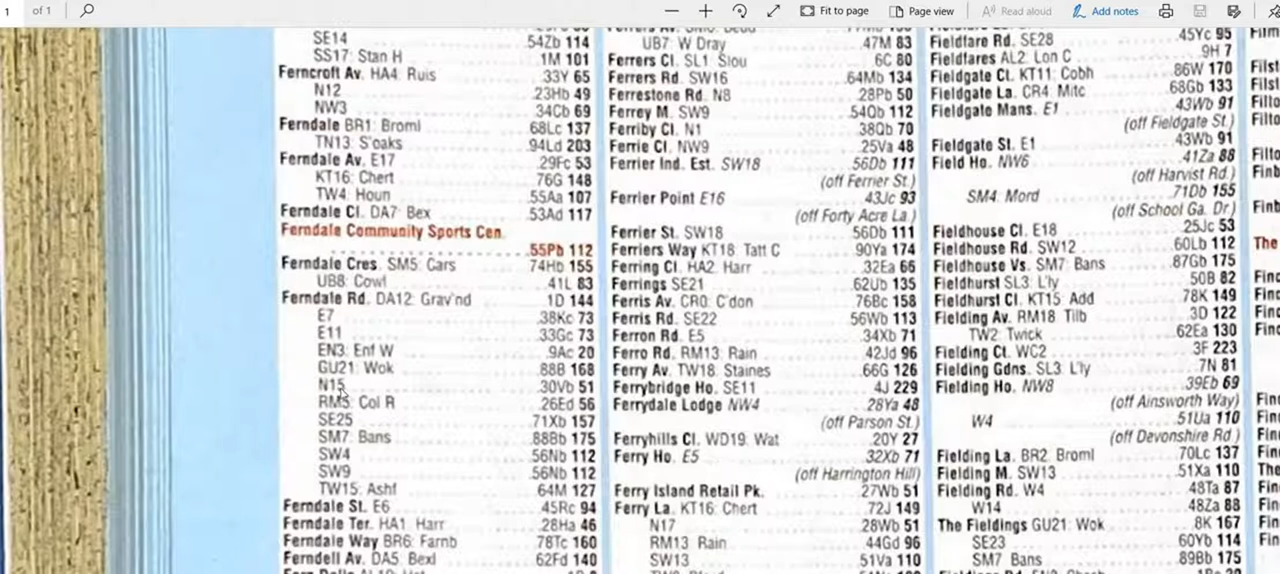 1 of 1 Fit to page Page view Read aloud Add notes
SE14 54Zb 114
SS17: Stan H 1M 101
Ferncroft Av. HA4: Ruis 33Y 65
N12 23Hb 49
NW3 34Cb 69
Ferndale BR1: Broml 68Lc 137
TN13: S'oaks 94Ld 203
Ferndale Av. E17 29Fc 53
KT16: Chert 76G 148
TW4: Houn 55Aa 107
Ferndale Cl. DA7: Bex 53Ad 117
Ferndale Community Sports Cen.
55Pb 112
Ferndale Cres. SM5: Cars 74Hb 155
UB8: Cowl 41L 83
Ferndale Rd. DA12: Grav'nd 1D 144
E7 38Kc 73
E11 33Gc 73
EN3: Enf W 9Ac 20
GU21: Wok 88B 168
N15 30Vb 51
RM5: Col R 26Ed 56
SE25 71Xb 157
SM7: Bans 88Bb 175
SW4 56Nb 112
SW9 56Nb 112
TW15: Ashf 64M 127
Ferndale St. E6 45Rc 94
Ferndale Ter. HA1: Harr 28Ha 46
Ferndale Way BR6: Farnb 78Tc 160
Ferndell Av. DA5: Bexl 62Fd 140
UB7: W Dray 47M 83
Ferrers Cl. SL1: Slou 6C 80
Ferrers Rd. SW16 64Mb 134
Ferrestone Rd. N8 28Pb 50
Ferrey M. SW9 54Qb 112
Ferriby Cl. N1 38Qb 70
Ferrie Cl. NW9 25Va 48
Ferrier Ind. Est. SW18 56Db 111
(off Ferrier St.)
Ferrier Point E16 43Jc 93
(off Forty Acre La.)
Ferrier St. SW18 56Db 111
Ferriers Way KT18: Tatt C 90Ya 174
Ferring Cl. HA2: Harr 32Ea 66
Ferrings SE21 62Ub 135
Ferris Av. CR0: C'don 76Bc 158
Ferris Rd. SE22 56Wb 113
Ferron Rd. E5 34Xb 71
Ferro Rd. RM13: Rain 42Jd 96
Ferry Av. TW18: Staines 66G 126
Ferrybridge Ho. SE11 4J 229
Ferrydale Lodge NW4 28Ya 48
(off Parson St.)
Ferryhills Cl. WD19: Wat 20Y 27
Ferry Ho. E5 32Xb 71
(off Harrington Hill)
Ferry Island Retail Pk. 27Wb 51
Ferry La. KT16: Chert 72J 149
N17 28Wb 51
RM13: Rain 44Gd 96
SW13 51Va 110
Fieldfare Rd. SE28 45Yc 95
Fieldfares AL2: Lon C 9H 7
Fieldgate Cl. KT11: Cobh 86W 170
Fieldgate La. CR4: Mitc 68Gb 133
Fieldgate Mans. E1 43Wb 91
(off Fieldgate St.)
Fieldgate St. E1 43Wb 91
Field Ho. NW6 41Za 88
(off Harvist Rd.)
SM4: Mord 71Db 155
(off School Ga. Dr.)
Fieldhouse Cl. E18 25Jc 53
Fieldhouse Rd. SW12 60Lb 112
Fieldhouse Vs. SM7: Bans 87Gb 175
Fieldhurst SL3: L'ly 50B 82
Fieldhurst Cl. KT15: Add 78K 149
Fielding Av. RM18: Tilb 3D 122
TW2: Twick 62Ea 130
Fielding Ct. WC2 3F 223
Fielding Gdns. SL3: L'ly 7N 81
Fielding Ho. NW8 39Eb 69
(off Ainsworth Way)
W4 51Ua 110
(off Devonshire Rd.)
Fielding La. BR2: Broml 70Lc 137
Fielding M. SW13 51Xa 110
Fielding Rd. W4 48Ta 87
W14 48Za 88
The Fieldings GU21: Wok 8K 167
SE23 60Yb 114
SM7: Bans 89Bb 175
The